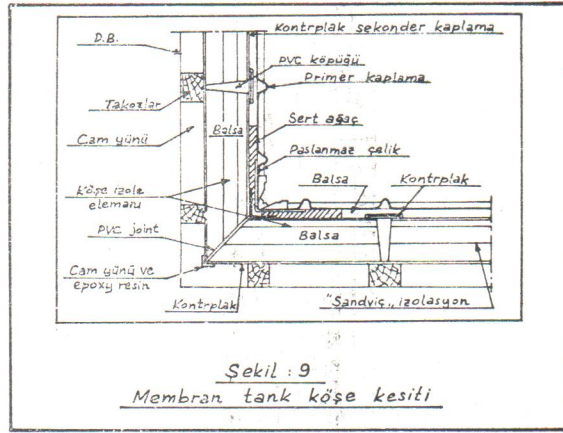 Kontrplak sekonder kaplama
D.B.
PVC köpüğü
Primer kaplama
Takozlar
Sert ağaç
Balsa
Cam yünü
Paslanmaz çelik
Balsa
Kontrplak
Köşe izole
elemanı
Balsa
PVC joint
Cam yünü ve
epoxy resin
Kontrplak
"Sandviç„ izolasyon
Şekil : 9
Membran tank köşe kesiti